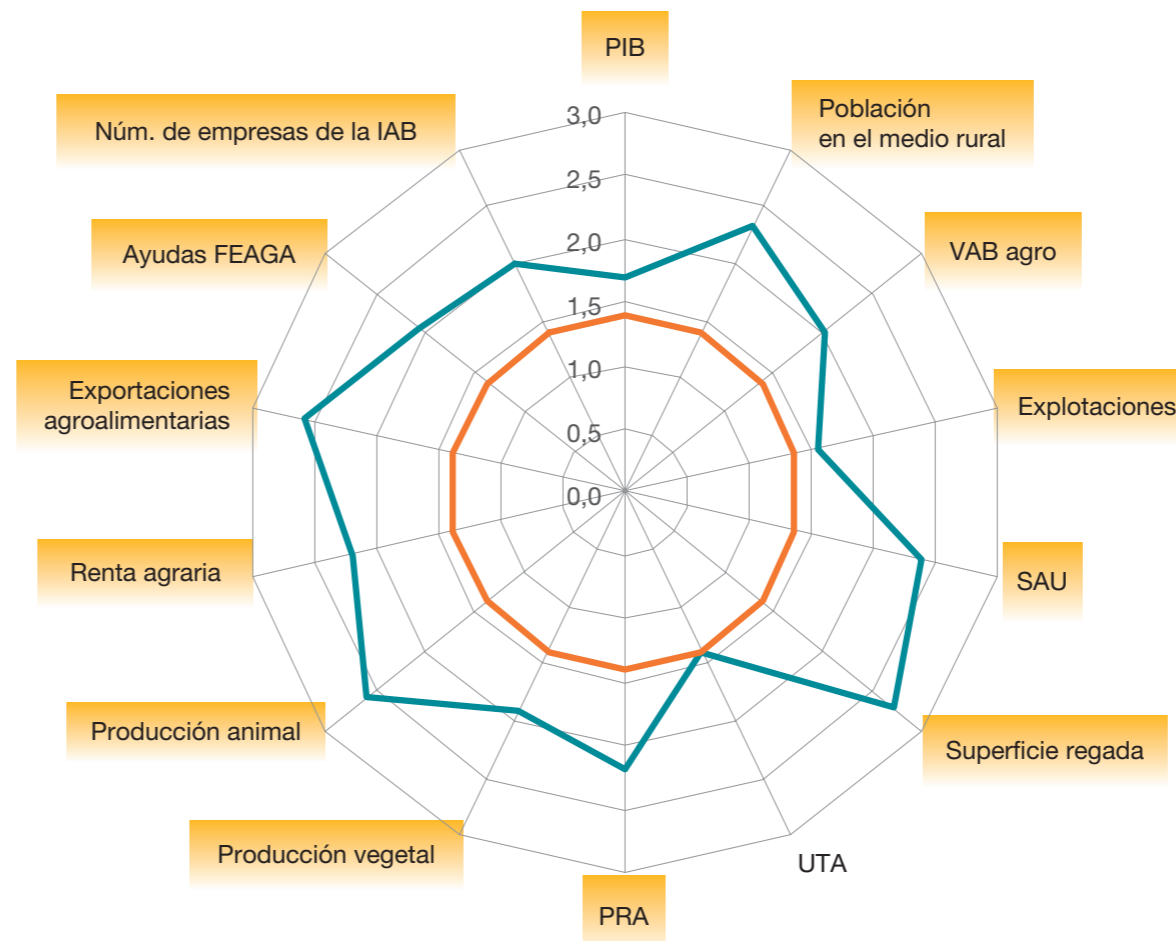 PIB
Núm. de empresas de la IAB
Población
en el medio rural
3,0
2,5
2,0
1,5
1,0
0,5
0,0
Ayudas FEAGA
VAB agro
Exportaciones
agroalimentarias
Explotaciones
Renta agraria
SAU
Producción animal
Superficie regada
Producción vegetal
UTA
PRA